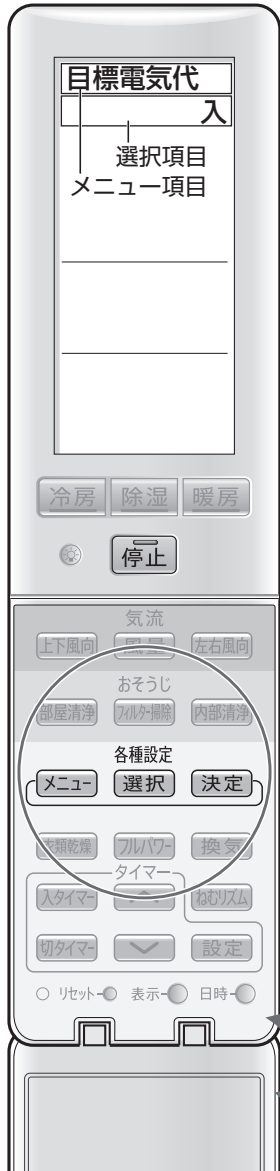 目標電気代
入
選択項目
メニュー項目
冷房 除湿 暖房
停止
気流
上下風向 風量 左右風向
おそうじ
部屋清浄 フィルター掃除 内部清浄
各種設定
メニュー 選択 決定
衣類乾燥 フルパワー 換気
タイマー
入タイマー ねむリズム
切タイマー 設定
リセット 表示 日時